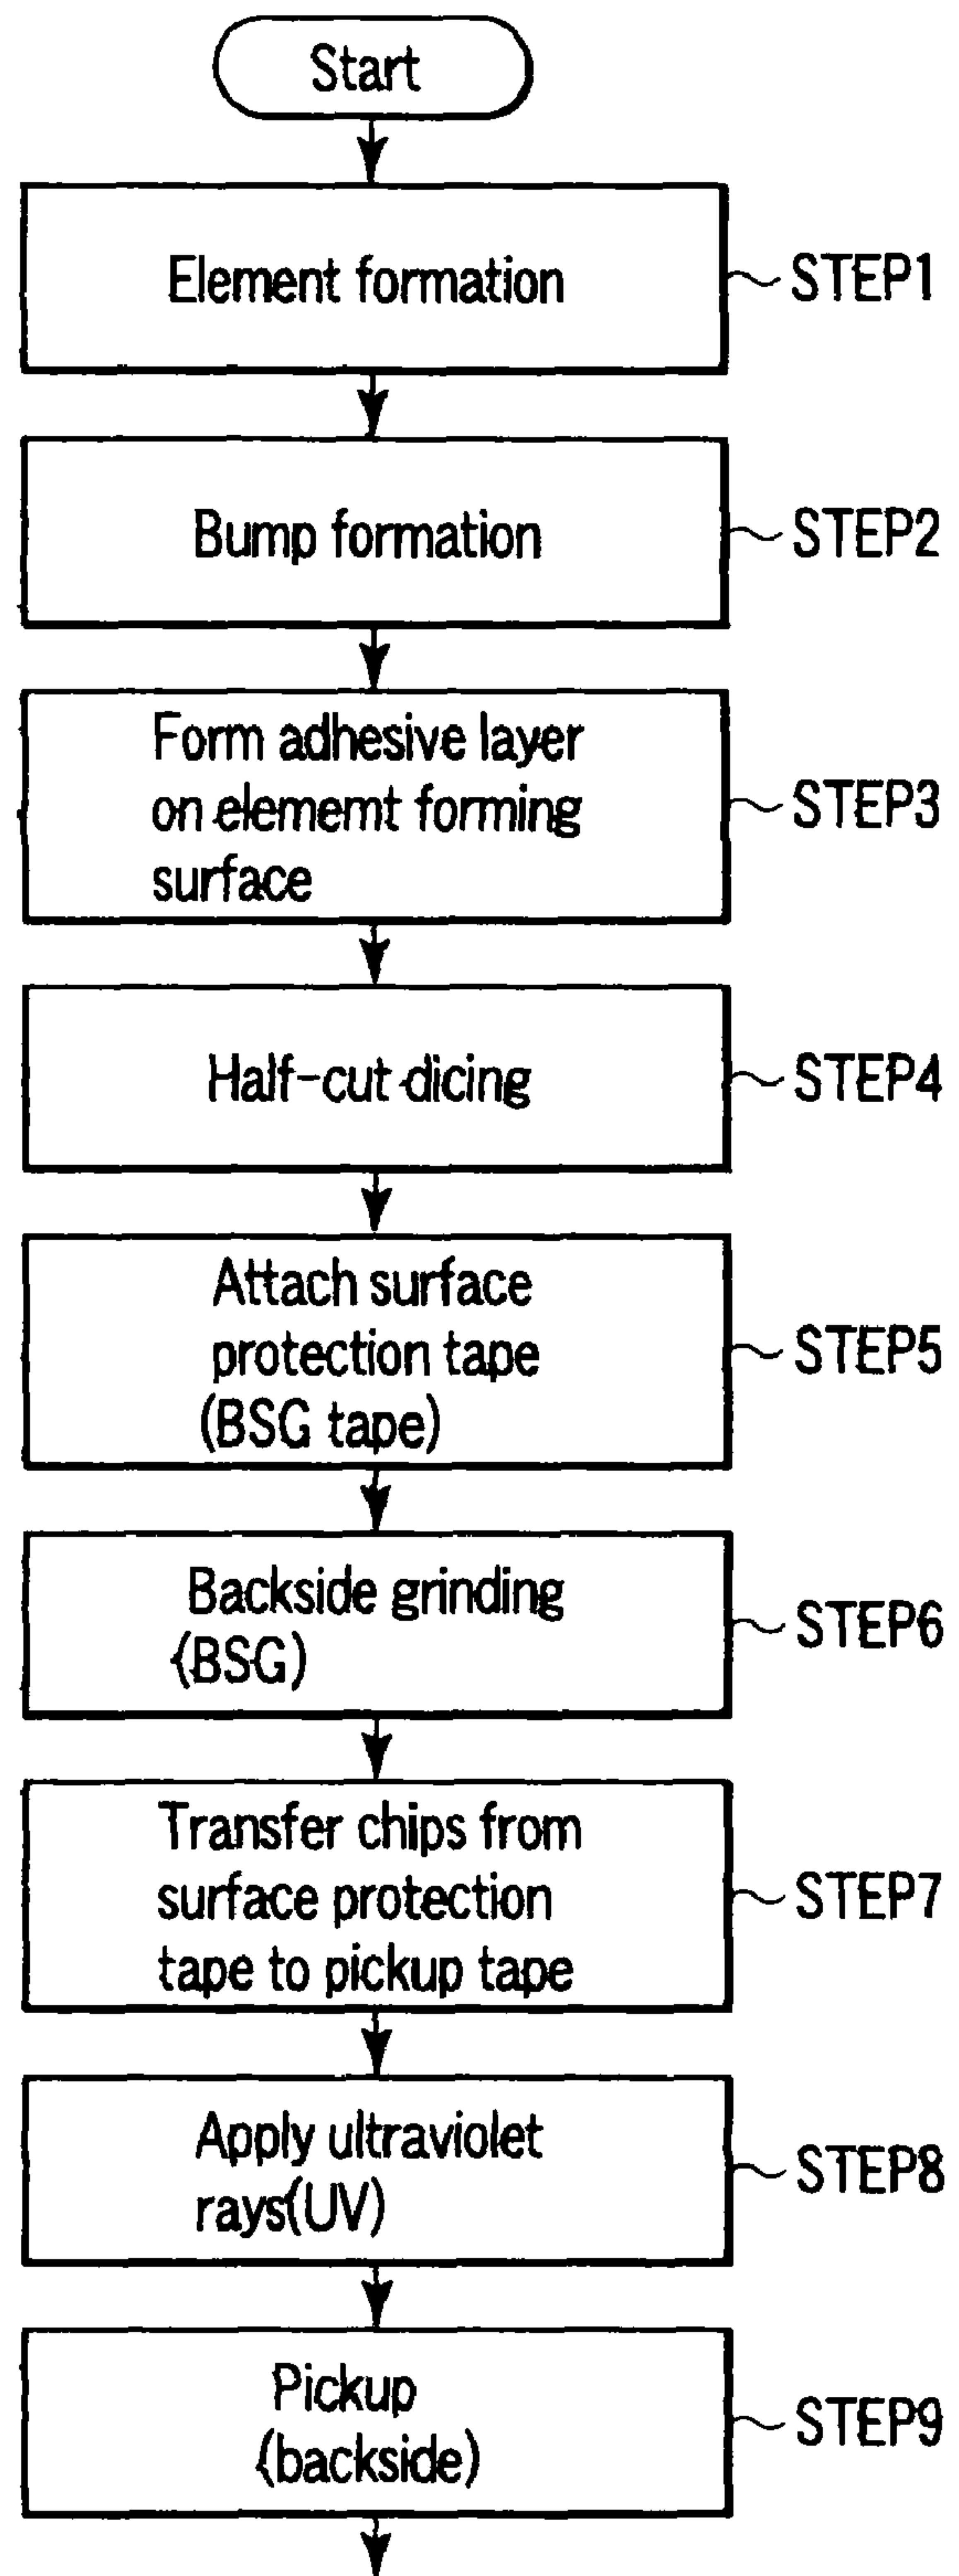 Start
Element formation
STEP1
Bump formation
STEP2
Form adhesive layer
on elememt forming
surface
STEP3
Half-cut dicing
STEP4
Attach surface
protection tape
(BSG tape)
STEP5
Backside grinding
(BSG)
STEP6
Transfer chips from
surface protection
tape to pickup tape
STEP7
Apply ultraviolet
rays(UV)
STEP8
Pickup
(backside)
STEP9